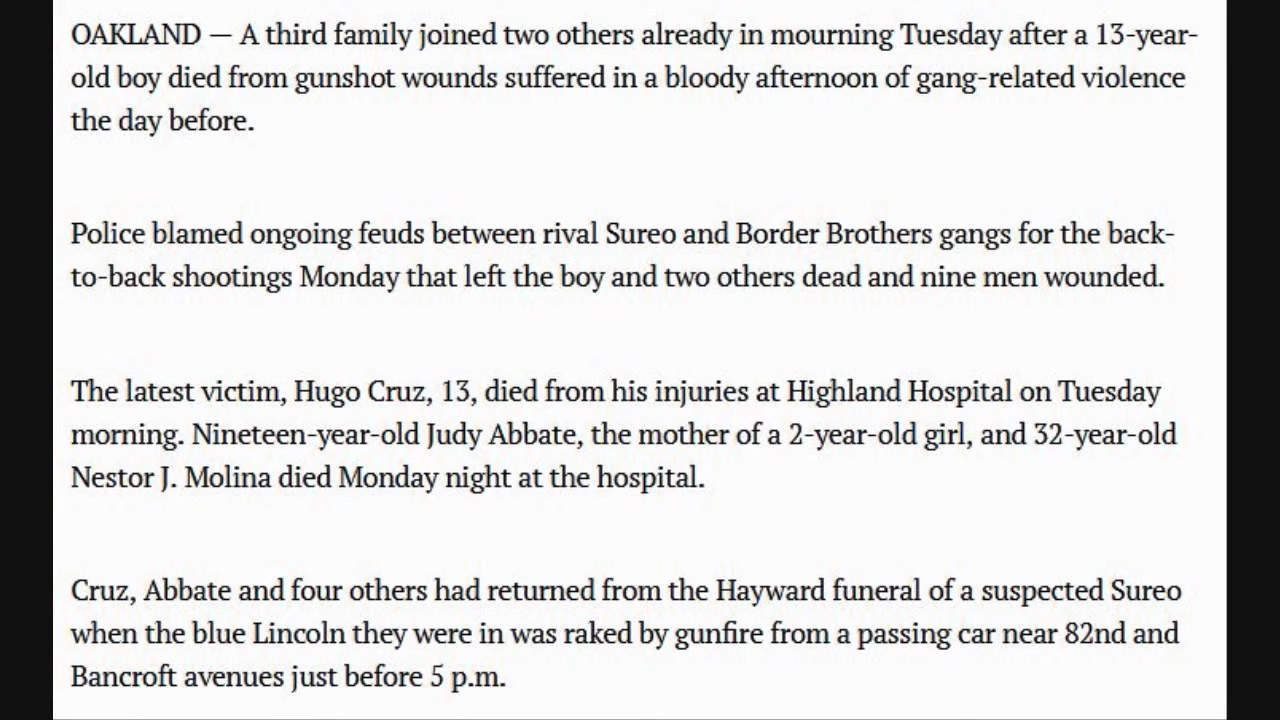 OAKLAND — A third family joined two others already in mourning Tuesday after a 13-year-
old boy died from gunshot wounds suffered in a bloody afternoon of gang-related violence
the day before.
Police blamed ongoing feuds between rival Sureo and Border Brothers gangs for the back-
to-back shootings Monday that left the boy and two others dead and nine men wounded.
The latest victim, Hugo Cruz, 13, died from his injuries at Highland Hospital on Tuesday
morning. Nineteen-year-old Judy Abbate, the mother of a 2-year-old girl, and 32-year-old
Nestor J. Molina died Monday night at the hospital.
Cruz, Abbate and four others had returned from the Hayward funeral of a suspected Sureo
when the blue Lincoln they were in was raked by gunfire from a passing car near 82nd and
Bancroft avenues just before 5 p.m.